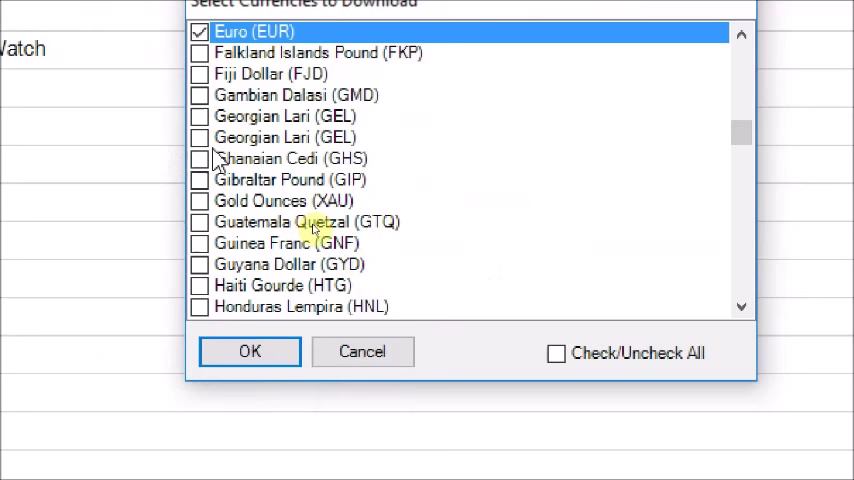 Select Currencies to Download
Watch
Euro (EUR)
Falkland Islands Pound (FKP)
Fiji Dollar (FJD)
Gambian Dalasi (GMD)
Georgian Lari (GEL)
Georgian Lari (GEL)
Ghanaian Cedi (GHS)
Gibraltar Pound (GIP)
Gold Ounces (XAU)
Guatemala Quetzal (GTQ)
Guinea Franc (GNF)
Guyana Dollar (GYD)
Haiti Gourde (HTG)
Honduras Lempira (HNL)
OK
Cancel
Check/Uncheck All